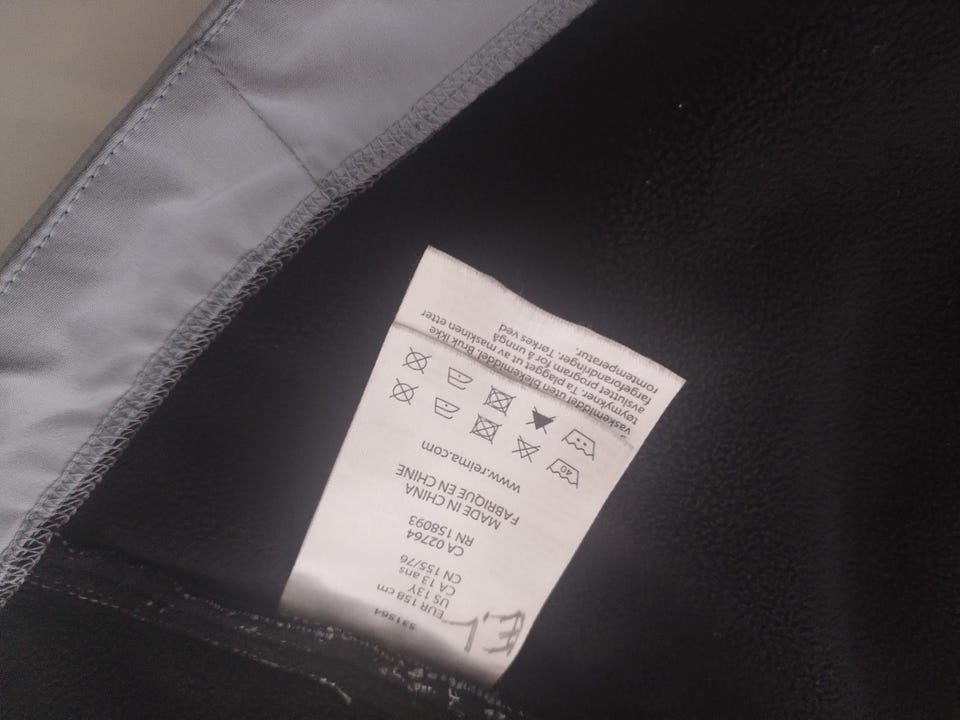 E.L
531564
EUR 158 cm
US 13Y
CA 13 ans
CN 155/76
CA 02764
RN 158093
MADE IN CHINA
FABRIQUE EN CHINE
www.reima.com
40
vaskemiddel uten blekemiddel. Bruk ikke
tøymykner. Ta plagget ut av maskinen etter
avsluttet program for å unngå
fargeforandringer. Tørkes ved
romtemperatur.